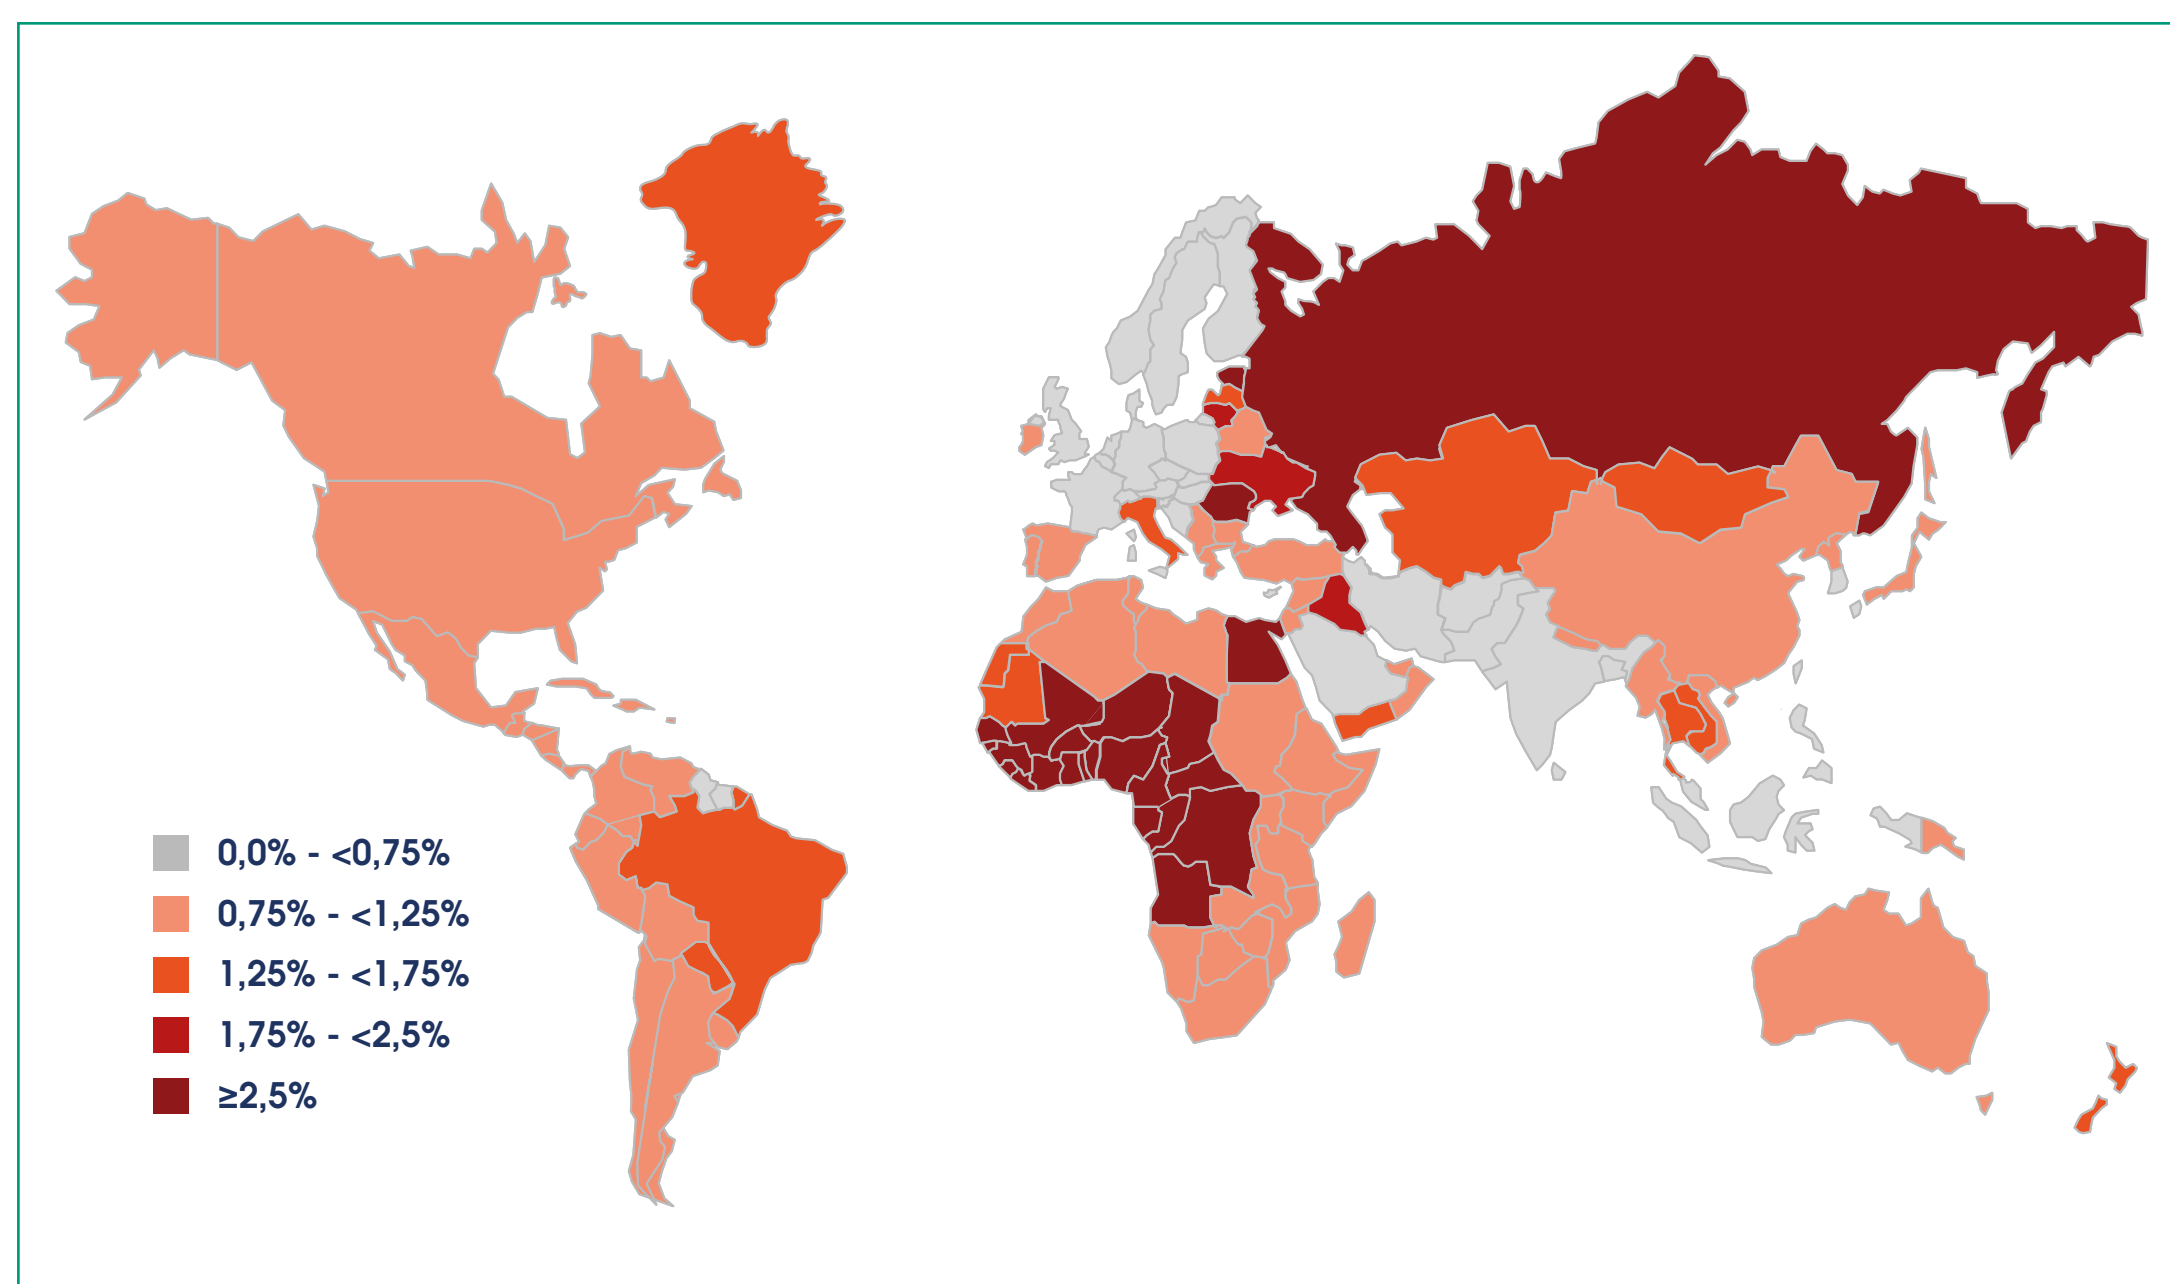 0,0% - <0,75%
0,75% - <1,25%
1,25% - <1,75%
1,75% - <2,5%
≥2,5%